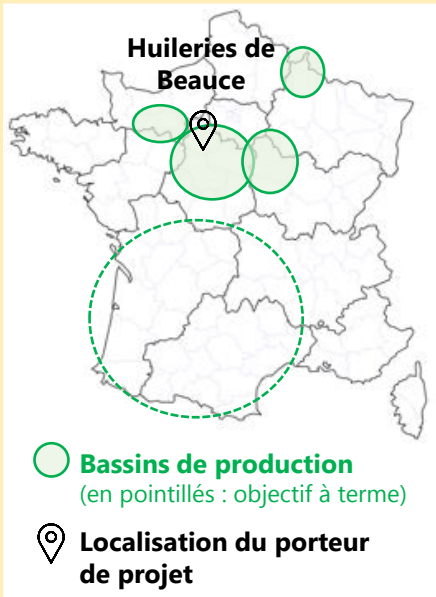 Huileries de
Beauce
Bassins de production
(en pointillés : objectif à terme)
Localisation du porteur
de projet